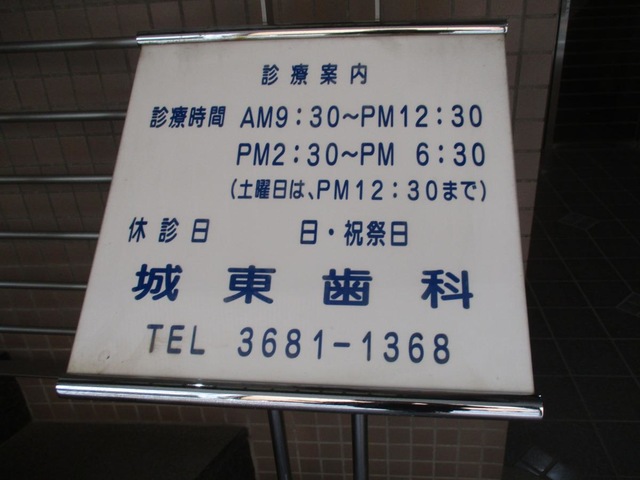 診療案内
診療時間 AM9:30〜PM12:30
PM2:30〜PM 6:30
(土曜日は、PM12:30まで)
休診日 日・祝祭日
城東歯科
TEL 3681-1368